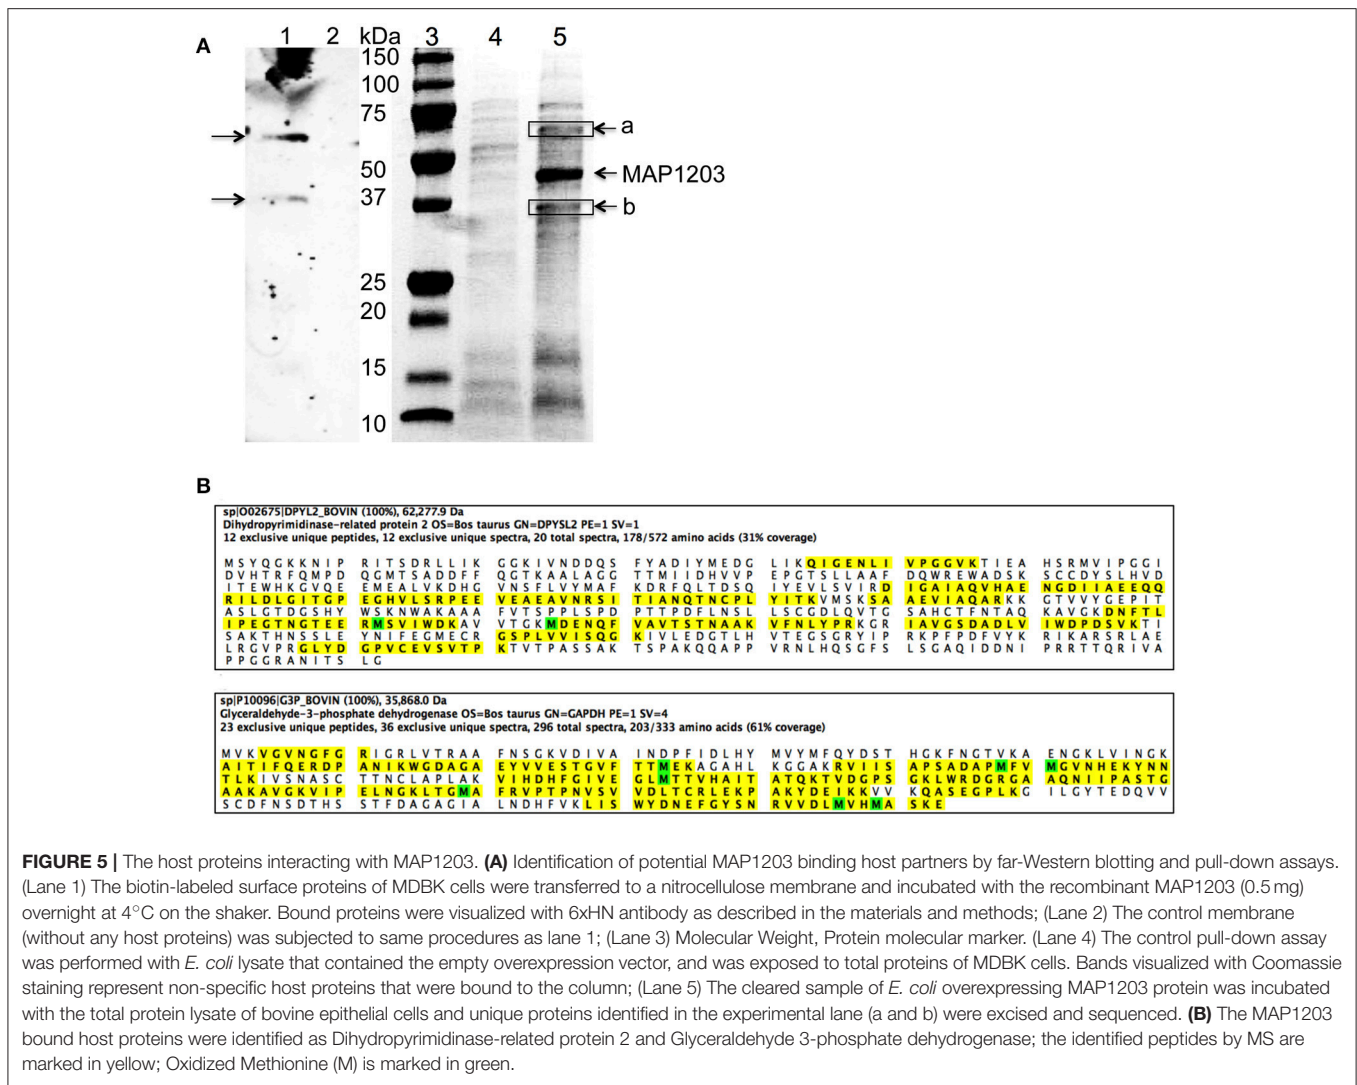 A
1 2 kDa 3 4 5
150
100
75
a
50
MAP1203
37
b
25
20
15
10
B
sp|O02675|DPYL2_BOVIN (100%), 62,277.9 Da
Dihydropyrimidinase-related protein 2 OS=Bos taurus GN=DPYSL2 PE=1 SV=1
12 exclusive unique peptides, 12 exclusive unique spectra, 20 total spectra, 178/572 amino acids (31% coverage)
MSYQGKKNIP RITSDRLLIK GGKIVNDDQS FYADIYMEDG LIKQIGENLI VPGGVKTIEA HSRMVIPGGI
DVHTRFQMPD QGMTSADDFF QGTKAALAGG TTMIIDHVVP EPGTSLLAAF DQWREWADSK SCCDYSLHVD
ITEWHKGVQE EMEALVKDHG VNSFLVYMAF KDRFQLTDSQ IYEVLSVIRD IGAIAQVHAE NGDIIAEEQQ
RILDLGITGP EGHVLSRPEE VEAEAVNRSI TIANQTNCPL YITKVMSKSA AEVIAQARKK GTVVYGEPIT
ASLGTDGSHY WSKNWAKAAA FVTSPPLSPD PTTPDFLNSL LSCGDLQVTG SAHCTFNTAQ KAVGKDNFTL
IPEGTNGTEE RMSVIWDKAV VTGKMDENQF VAVTSTNAAK VFNLYPRKGR IAVGSDADLV IWDPDSVKTI
SAKTHNSSLE YNIFEGMECR GSPLVVISQG KIVLEDGTLH VTEGSGRYIP RKPFPDFVYK RIKARSRLAE
LRGVPRGLYD GPVCEVSVTP KTVTPASSAK TSPAKQQAPP VRNLHQSGFS LSGAQIDDNI PRRTTQRIVA
PPGGRANITS LG
sp|P10096|G3P_BOVIN (100%), 35,868.0 Da
Glyceraldehyde-3-phosphate dehydrogenase OS=Bos taurus GN=GAPDH PE=1 SV=4
23 exclusive unique peptides, 36 exclusive unique spectra, 296 total spectra, 203/333 amino acids (61% coverage)
MVKVGVNGFG RIGRLVTRAA FNSGKVDIVA INDPFIDLHY MVYMFQYDST HGKFNGTVKA ENGKLVINGK
AITIFQERDP ANIKWGDAGA EYVVESTGVF TTMEKAGAHL KGGAKRVIIS APSADAPMFV MGVNHEKYNN
TLKIVSNASC TTNCLAPLAK VIHDHFGIVE GLMTTVHAIT ATQKTVDGPS GKLWRDGRGA AQNIIPASTG
AAKAVGKVIP ELNGKLTGMA FRVPTPNVSV VDLTCRLEKP AKYDEIKKVV KQASEGPLKG ILGYTEDQVV
SCDFNSDTHS STFDAGAGIA LNDHFVKLIS WYDNEFGYSN RVVDLMVHMA SKE
FIGURE 5 | The host proteins interacting with MAP1203. (A) Identification of potential MAP1203 binding host partners by far-Western blotting and pull-down assays.
(Lane 1) The biotin-labeled surface proteins of MDBK cells were transferred to a nitrocellulose membrane and incubated with the recombinant MAP1203 (0.5 mg)
overnight at 4°C on the shaker. Bound proteins were visualized with 6xHN antibody as described in the materials and methods; (Lane 2) The control membrane
(without any host proteins) was subjected to same procedures as lane 1; (Lane 3) Molecular Weight, Protein molecular marker. (Lane 4) The control pull-down assay
was performed with E. coli lysate that contained the empty overexpression vector, and was exposed to total proteins of MDBK cells. Bands visualized with Coomassie
staining represent non-specific host proteins that were bound to the column; (Lane 5) The cleared sample of E. coli overexpressing MAP1203 protein was incubated
with the total protein lysate of bovine epithelial cells and unique proteins identified in the experimental lane (a and b) were excised and sequenced. (B) The MAP1203
bound host proteins were identified as Dihydropyrimidinase-related protein 2 and Glyceraldehyde 3-phosphate dehydrogenase; the identified peptides by MS are
marked in yellow; Oxidized Methionine (M) is marked in green.